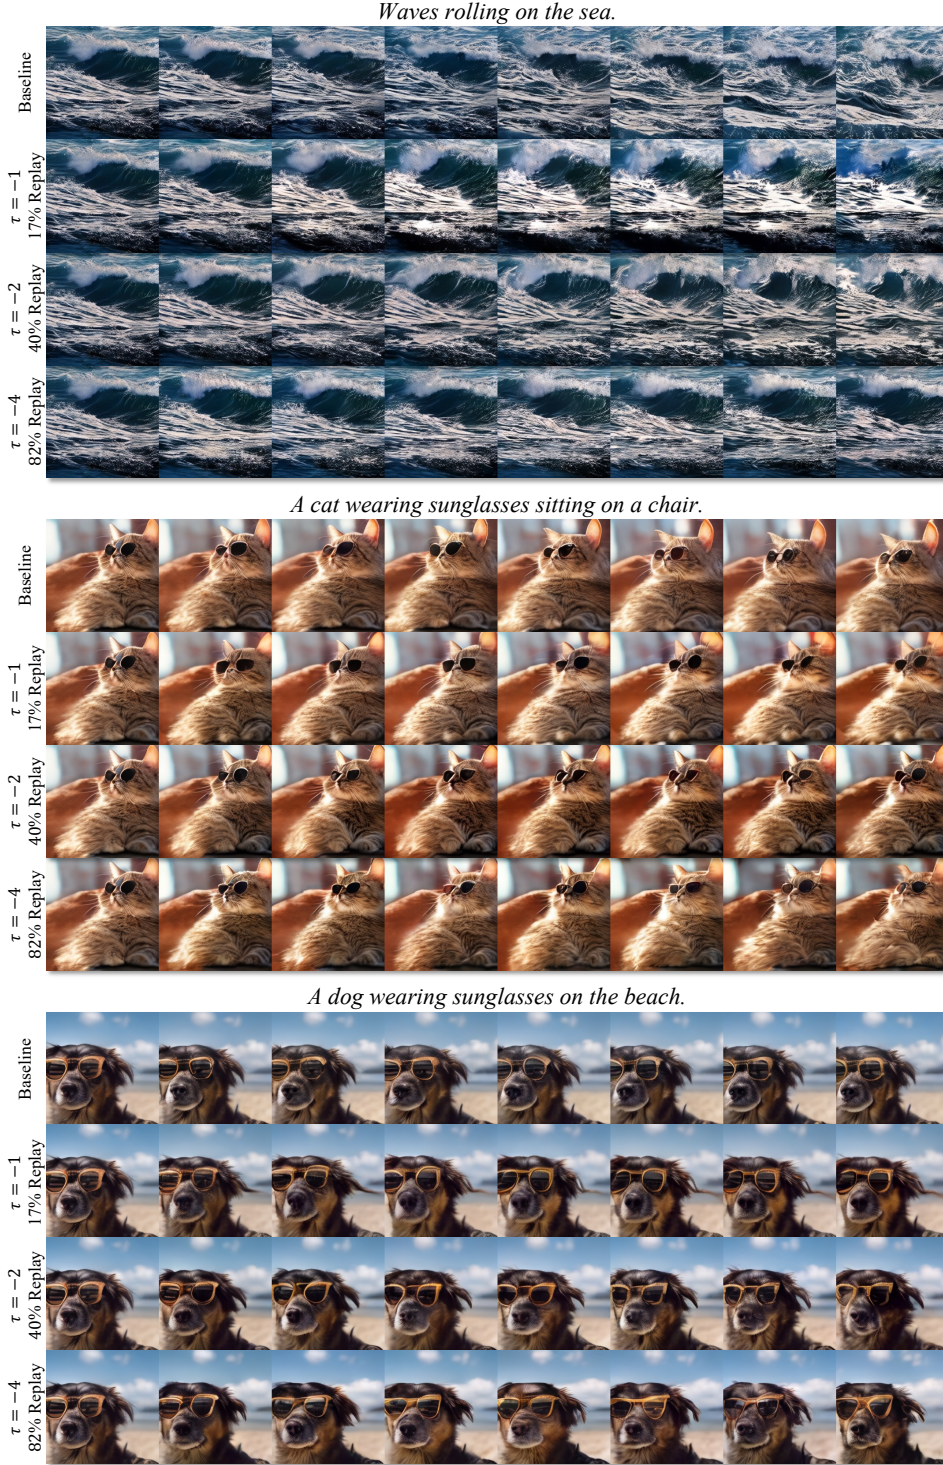 Waves rolling on the sea.
Baseline
τ = −1
17% Replay
τ = −2
40% Replay
τ = −4
82% Replay
A cat wearing sunglasses sitting on a chair.
Baseline
τ = −1
17% Replay
τ = −2
40% Replay
τ = −4
82% Replay
A dog wearing sunglasses on the beach.
Baseline
τ = −1
17% Replay
τ = −2
40% Replay
τ = −4
82% Replay